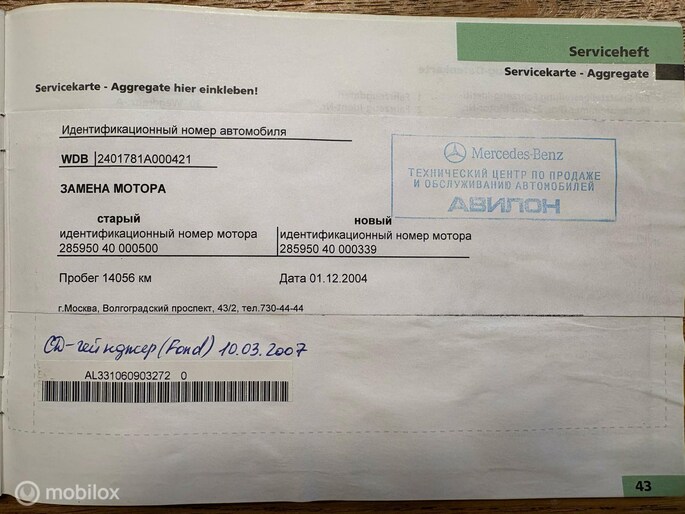 Serviceheft
Servicekarte - Aggregate
Servicekarte - Aggregate hier einkleben!
Идентификационный номер автомобиля
WDB 2401781A000421
ЗАМЕНА МОТОРА
Mercedes-Benz
ТЕХНИЧЕСКИЙ ЦЕНТР ПО ПРОДАЖЕ
И ОБСЛУЖИВАНИЮ АВТОМОБИЛЕЙ
АВИЛОН
старый новый
идентификационный номер мотора идентификационный номер мотора
285950 40 000500 285950 40 000339
Пробег 14056 км Дата 01.12.2004
г.Москва, Волгоградский проспект, 43/2, тел.730-44-44
CD-чейнджер (Fond) 10.03.2007
AL331060903272 0
43
mobilox